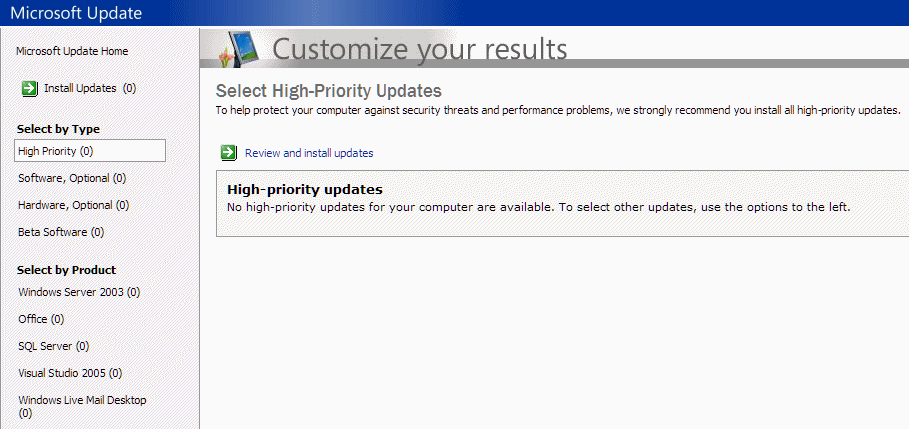 Microsoft Update
Microsoft Update Home
Install Updates (0)
Select by Type
High Priority (0)
Software, Optional (0)
Hardware, Optional (0)
Beta Software (0)
Select by Product
Windows Server 2003 (0)
Office (0)
SQL Server (0)
Visual Studio 2005 (0)
Windows Live Mail Desktop
(0)
Customize your results
Select High-Priority Updates
To help protect your computer against security threats and performance problems, we strongly recommend you install all high-priority updates.
Review and install updates
High-priority updates
No high-priority updates for your computer are available. To select other updates, use the options to the left.